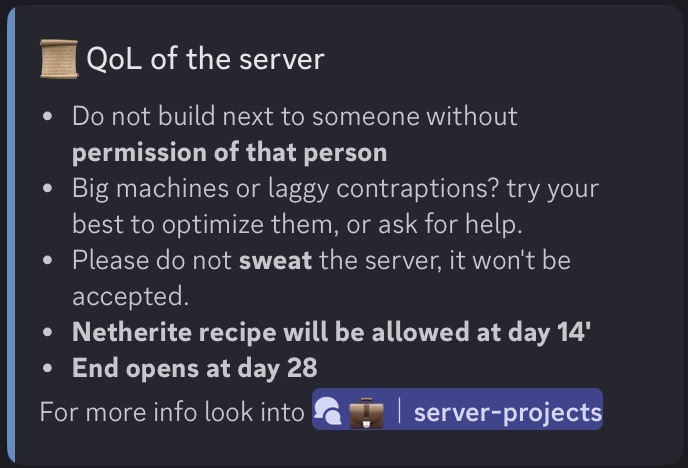 QoL of the server
• Do not build next to someone without
permission of that person
• Big machines or laggy contraptions? try your
best to optimize them, or ask for help.
• Please do not sweat the server, it won't be
accepted.
• Netherite recipe will be allowed at day 14'
• End opens at day 28
For more info look into | server-projects